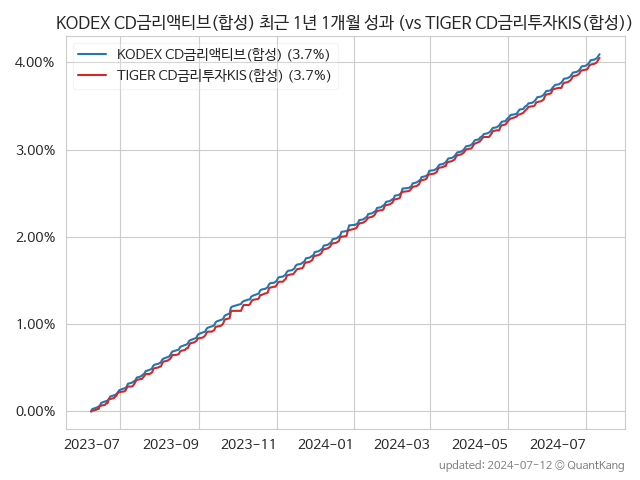 KODEX CD금리액티브(합성) 최근 1년 1개월 성과 (vs TIGER CD금리투자KIS(합성))
KODEX CD금리액티브(합성) (3.7%)
TIGER CD금리투자KIS(합성) (3.7%)
4.00%
3.00%
2.00%
1.00%
0.00%
2023-07 2023-09 2023-11 2024-01 2024-03 2024-05 2024-07
updated: 2024-07-12 © QuantKang